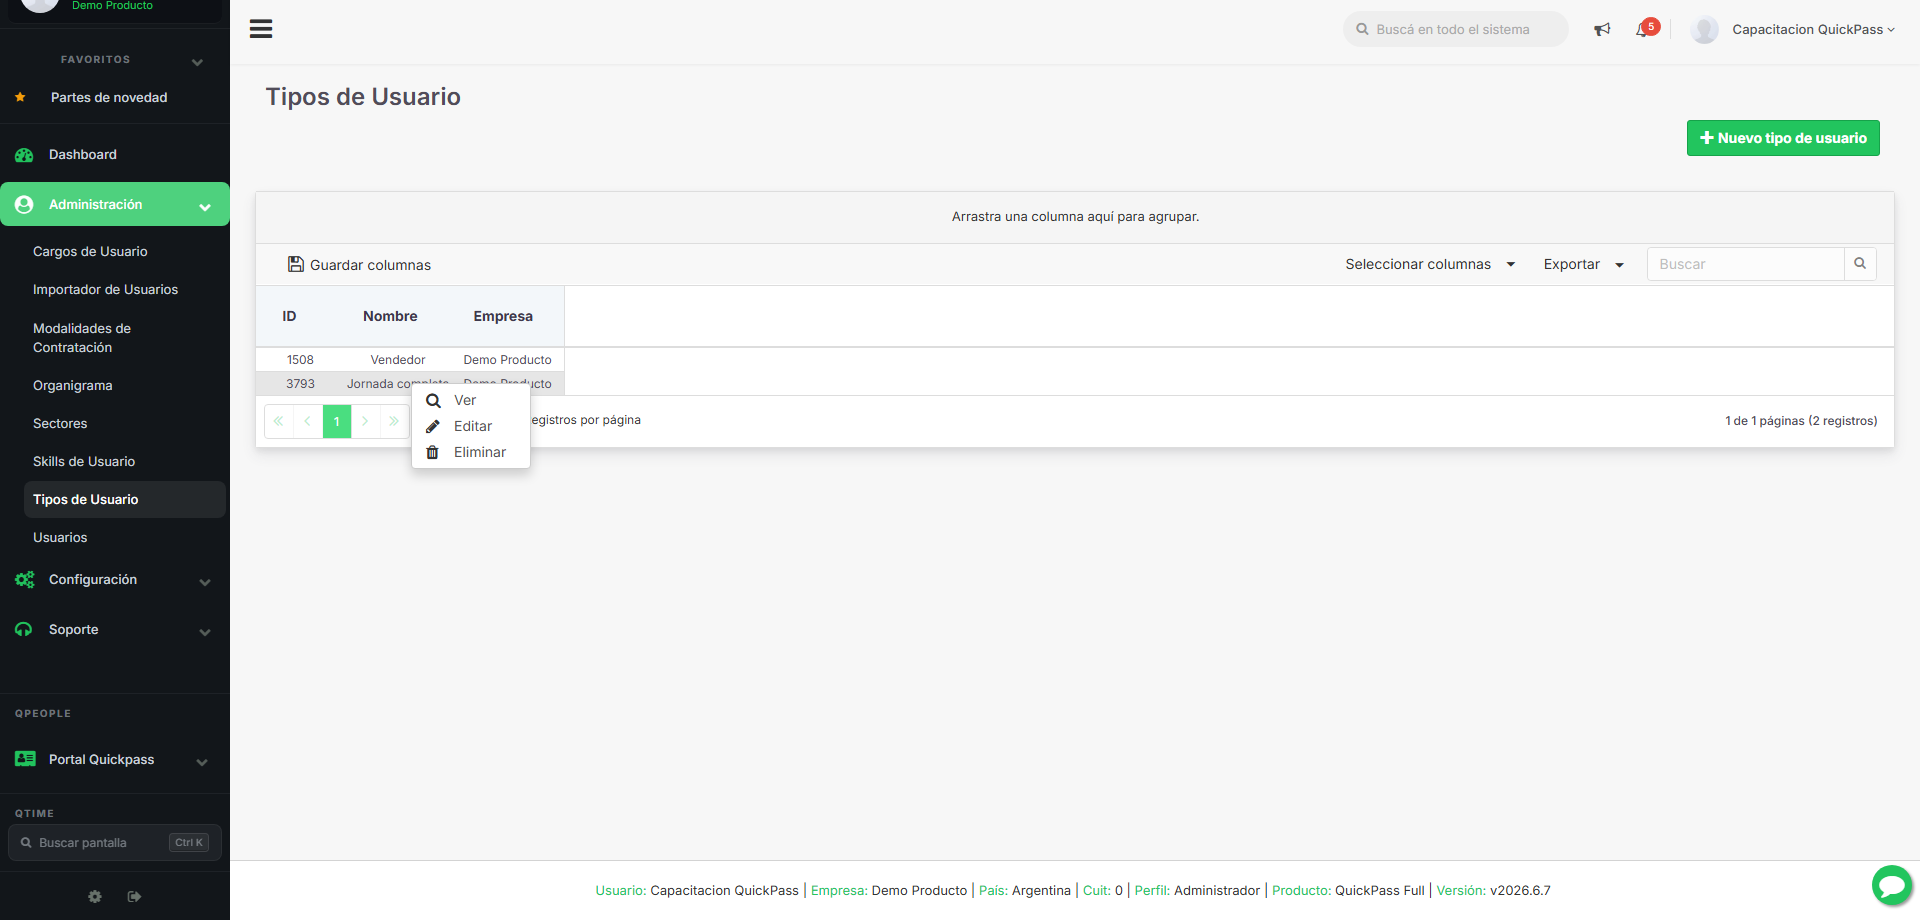 Demo Producto
FAVORITOS
Partes de novedad
Dashboard
Administración
Cargos de Usuario
Importador de Usuarios
Modalidades de
Contratación
Organigrama
Sectores
Skills de Usuario
Tipos de Usuario
Usuarios
Configuración
Soporte
QPEOPLE
Portal Quickpass
QTIME
Buscar pantalla Ctrl K
Buscá en todo el sistema
5
Capacitacion QuickPass
Tipos de Usuario
Nuevo tipo de usuario
Arrastra una columna aquí para agrupar.
Guardar columnas
Seleccionar columnas
Exportar
Buscar
ID Nombre Empresa
1508 Vendedor Demo Producto
3793 Jornada completa Demo Producto
Ver
Editar
Eliminar
« ‹ 1 › »
egistros por página
1 de 1 páginas (2 registros)
Usuario: Capacitacion QuickPass | Empresa: Demo Producto | País: Argentina | Cuit: 0 | Perfil: Administrador | Producto: QuickPass Full | Versión: v2026.6.7